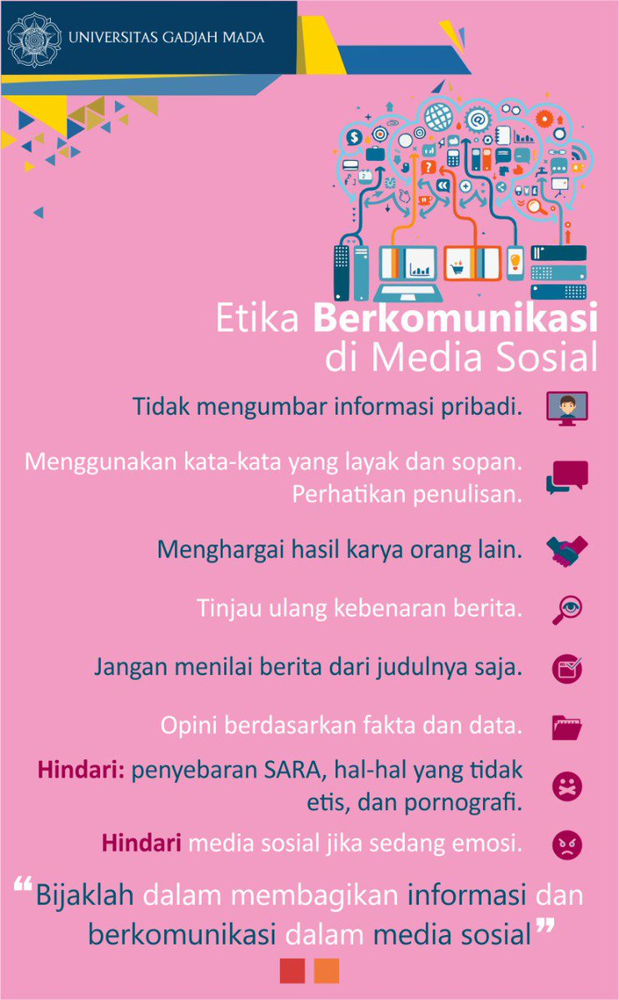 UNIVERSITAS GADJAH MADA
Etika Berkomunikasi
di Media Sosial
Tidak mengumbar informasi pribadi.
Menggunakan kata-kata yang layak dan sopan.
Perhatikan penulisan.
Menghargai hasil karya orang lain.
Tinjau ulang kebenaran berita.
Jangan menilai berita dari judulnya saja.
Opini berdasarkan fakta dan data.
Hindari: penyebaran SARA, hal-hal yang tidak
etis, dan pornografi.
Hindari media sosial jika sedang emosi.
“Bijaklah dalam membagikan informasi dan
berkomunikasi dalam media sosial”